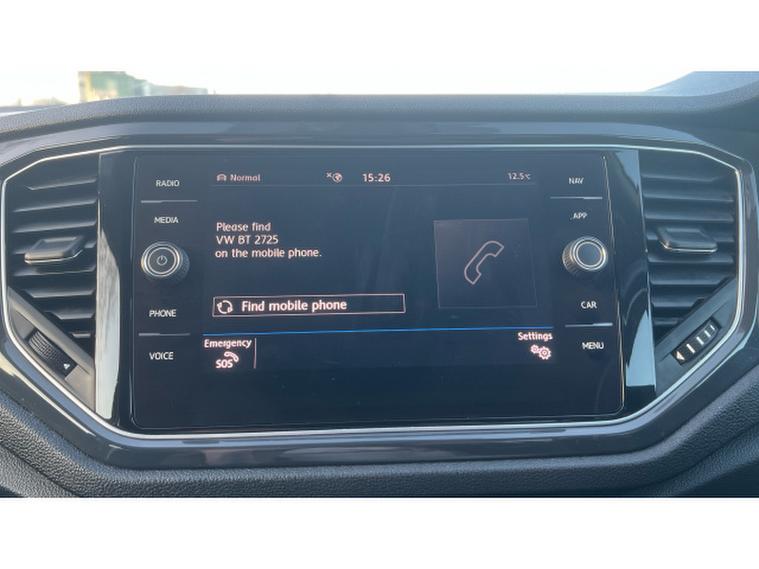 RADIO
MEDIA
PHONE
VOICE
Normal
15:26
12.5°C
Please find
VW BT 2725
on the mobile phone.
Find mobile phone
Emergency
SOS
Settings
NAV
APP
CAR
MENU